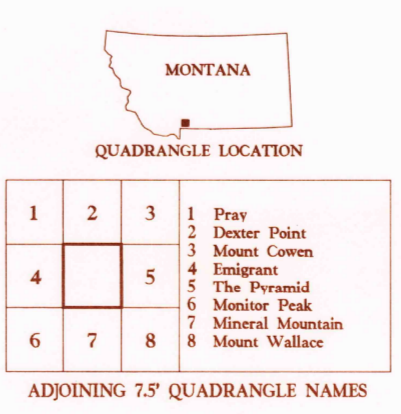 MONTANA
QUADRANGLE LOCATION
1 2 3
4 5
6 7 8
1 Pray
2 Dexter Point
3 Mount Cowen
4 Emigrant
5 The Pyramid
6 Monitor Peak
7 Mineral Mountain
8 Mount Wallace
ADJOINING 7.5' QUADRANGLE NAMES